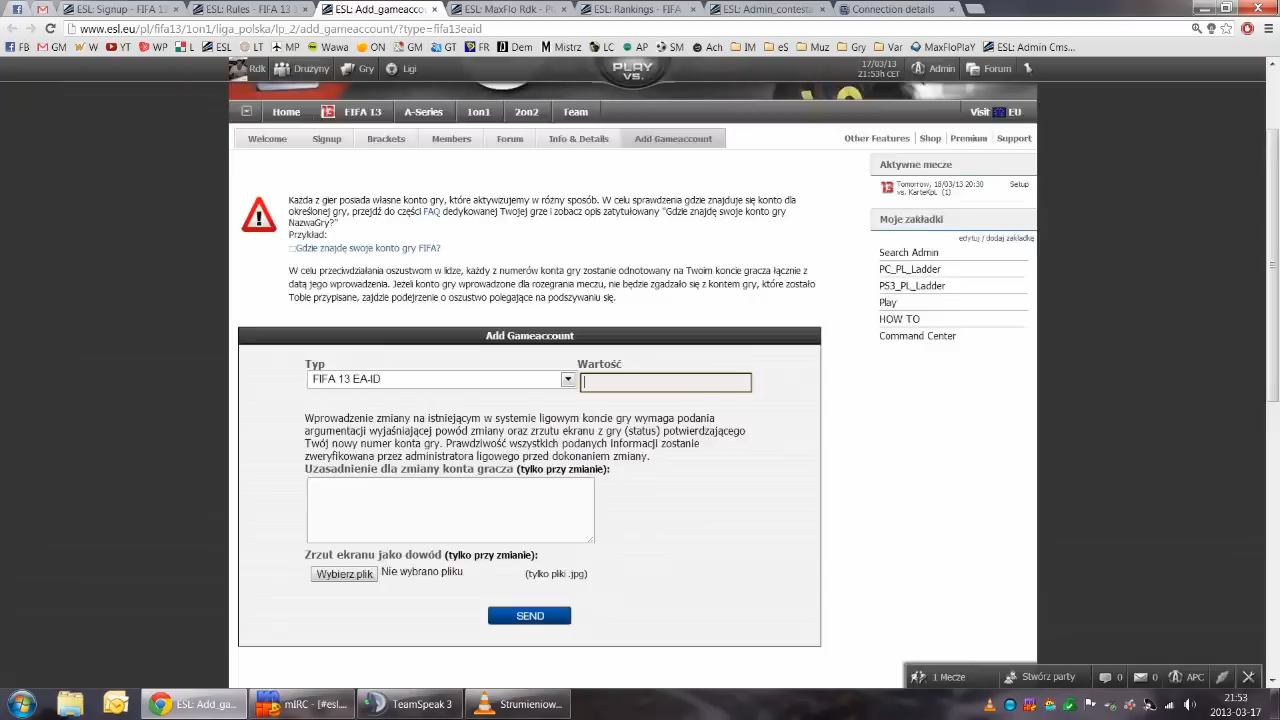 ESL: Signup - FIFA 1
ESL: Rules - FIFA 13
ESL: Add_gameaccou
ESL: MaxFlo Rdk - PL
ESL: Rankings - FIFA
ESL: Admin_contesta
Connection details
www.esl.eu/pl/fifa13/1on1/liga_polska/lp_2/add_gameaccount/?type=fifa13eaid
FB GM W YT WP L ESL LT MP Wawa ON GM GT FR Dem Mistrz LC AP SM Ach IM eS Muz Gry Var MaxFloPlaY ESL: Admin Cms...
Rdk Drużyny Gry Ligi
PLAY
VS.
17/03/13
21:53h CET
Admin Forum
Home 13 FIFA 13 A-Series 1on1 2on2 Team Visit EU
Welcome Signup Brackets Members Forum Info & Details Add Gameaccount
Other Features Shop Premium Support
Każda z gier posiada własne konto gry, które aktywizujemy w różny sposób. W celu sprawdzenia gdzie znajduje się konto dla
określonej gry, przejdź do części FAQ dedykowanej Twojej grze i zobacz opis zatytułowany "Gdzie znajdę swoje konto gry
NazwaGry?"
Przykład:
Gdzie znajdę swoje konto gry FIFA?
W celu przeciwdziałania oszustwom w lidze, każdy z numerów konta gry zostanie odnotowany na Twoim koncie gracza łącznie z
datą jego wprowadzenia. Jeżeli konto gry wprowadzone dla rozegrania meczu, nie będzie zgadzało się z kontem gry, które zostało
Tobie przypisane, zajdzie podejrzenie o oszustwo polegające na podszywaniu się.
Aktywne mecze
Tomorrow, 18/03/13 20:30 Setup
vs. KarteKpL (1)
Moje zakładki
edytuj / dodaj zakładkę
Search Admin
PC_PL_Ladder
PS3_PL_Ladder
Play
HOW TO
Command Center
Add Gameaccount
Typ Wartość
FIFA 13 EA-ID
Wprowadzenie zmiany na istniejącym w systemie ligowym koncie gry wymaga podania
argumentacji wyjaśniającej powód zmiany oraz zrzutu ekranu z gry (status) potwierdzającego
Twój nowy numer konta gry. Prawdziwość wszystkich podanych informacji zostanie
zweryfikowana przez administratora ligowego przed dokonaniem zmiany.
Uzasadnienie dla zmiany konta gracza (tylko przy zmianie):
Zrzut ekranu jako dowód (tylko przy zmianie):
Wybierz plik Nie wybrano pliku (tylko pliki .jpg)
SEND
1 Mecze Stwórz party 0 0 APC
ESL: Add_ga... mIRC - [#esl... TeamSpeak 3 Strumieniow...
21:53
2013-03-17